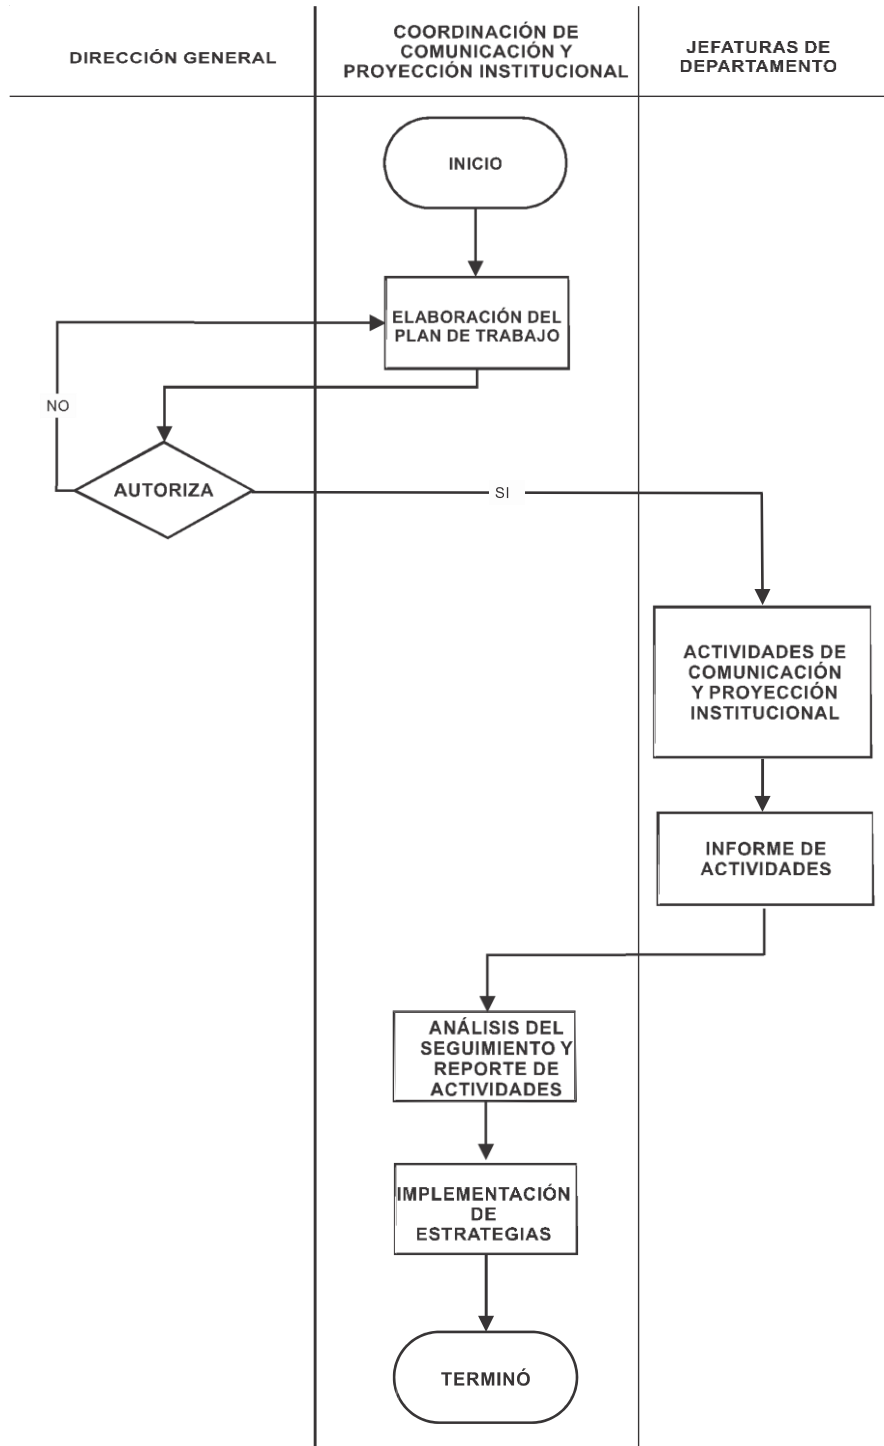 DIRECCIÓN GENERAL
COORDINACIÓN DE
COMUNICACIÓN Y
PROYECCIÓN INSTITUCIONAL
JEFATURAS DE
DEPARTAMENTO
INICIO
ELABORACIÓN DEL
PLAN DE TRABAJO
NO
AUTORIZA
SI
ACTIVIDADES DE
COMUNICACIÓN
Y PROYECCIÓN
INSTITUCIONAL
INFORME DE
ACTIVIDADES
ANÁLISIS DEL
SEGUIMIENTO Y
REPORTE DE
ACTIVIDADES
IMPLEMENTACIÓN
DE
ESTRATEGIAS
TERMINÓ